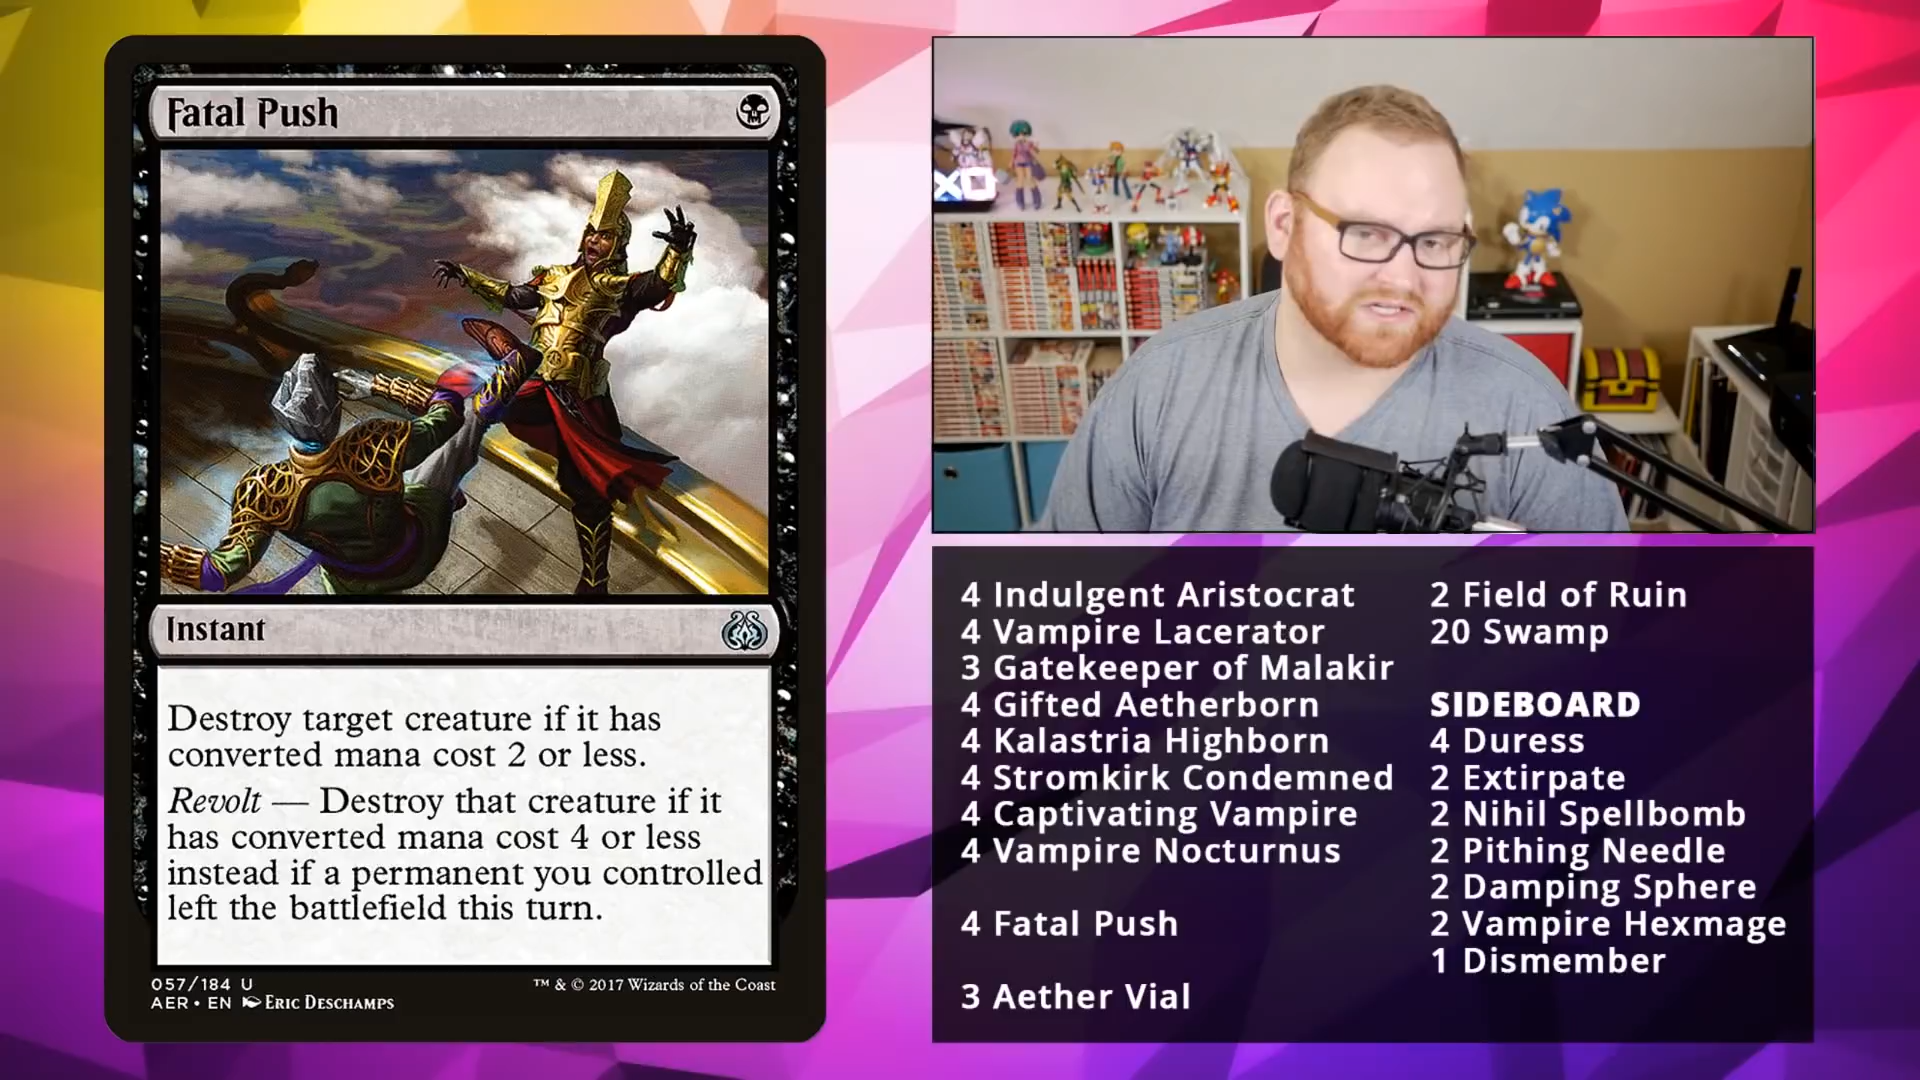 Fatal Push
Instant
Destroy target creature if it has
converted mana cost 2 or less.
Revolt — Destroy that creature if it
has converted mana cost 4 or less
instead if a permanent you controlled
left the battlefield this turn.
057/184 U
AER • EN Eric Deschamps
™ & © 2017 Wizards of the Coast
4 Indulgent Aristocrat
4 Vampire Lacerator
3 Gatekeeper of Malakir
4 Gifted Aetherborn
4 Kalastria Highborn
4 Stromkirk Condemned
4 Captivating Vampire
4 Vampire Nocturnus
4 Fatal Push
3 Aether Vial
2 Field of Ruin
20 Swamp
SIDEBOARD
4 Duress
2 Extirpate
2 Nihil Spellbomb
2 Pithing Needle
2 Damping Sphere
2 Vampire Hexmage
1 Dismember